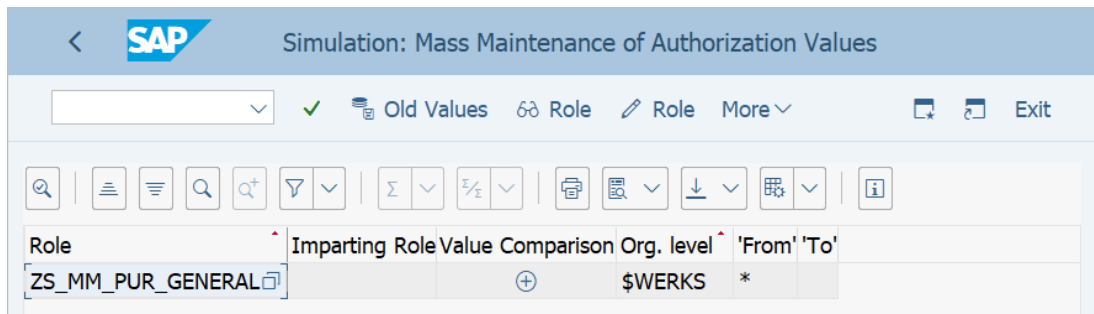 SAP Simulation: Mass Maintenance of Authorization Values
Old Values Role Role More Exit
Role Imparting Role Value Comparison Org. level 'From' 'To'
ZS_MM_PUR_GENERAL $WERKS *